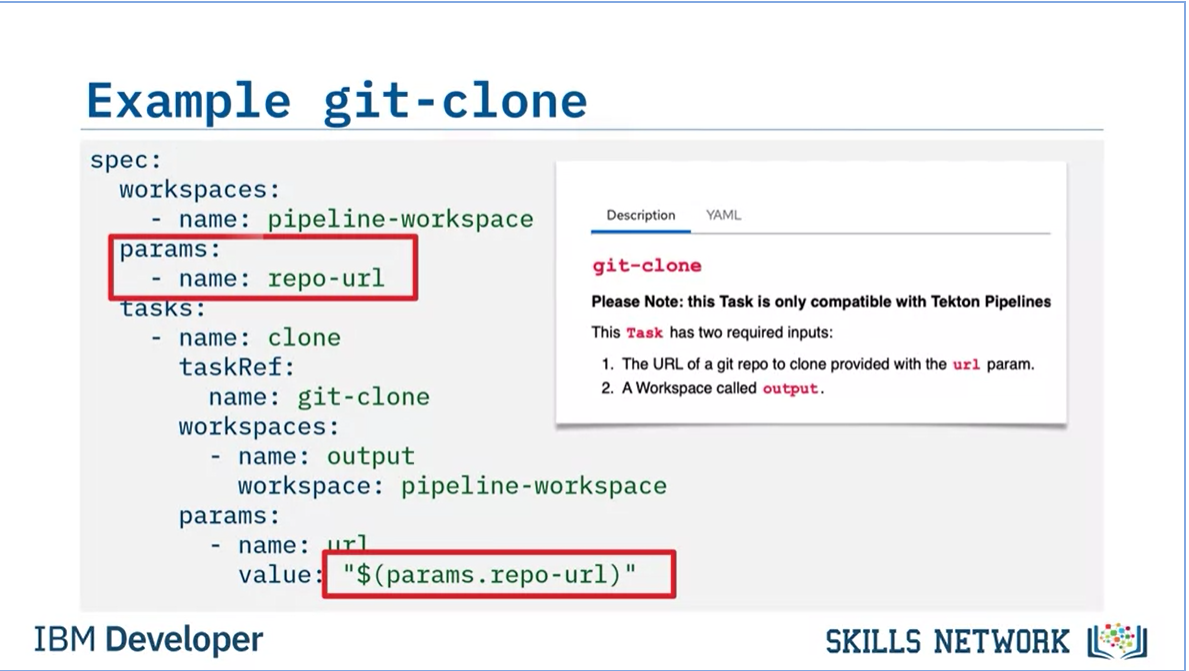 Example git-clone
spec:
  workspaces:
    - name: pipeline-workspace
  params:
    - name: repo-url
  tasks:
    - name: clone
      taskRef:
        name: git-clone
      workspaces:
        - name: output
          workspace: pipeline-workspace
      params:
        - name: url
          value: "$(params.repo-url)"
Description YAML
git-clone
Please Note: this Task is only compatible with Tekton Pipelines
This Task has two required inputs:
1. The URL of a git repo to clone provided with the url param.
2. A Workspace called output.
IBM Developer
SKILLS NETWORK